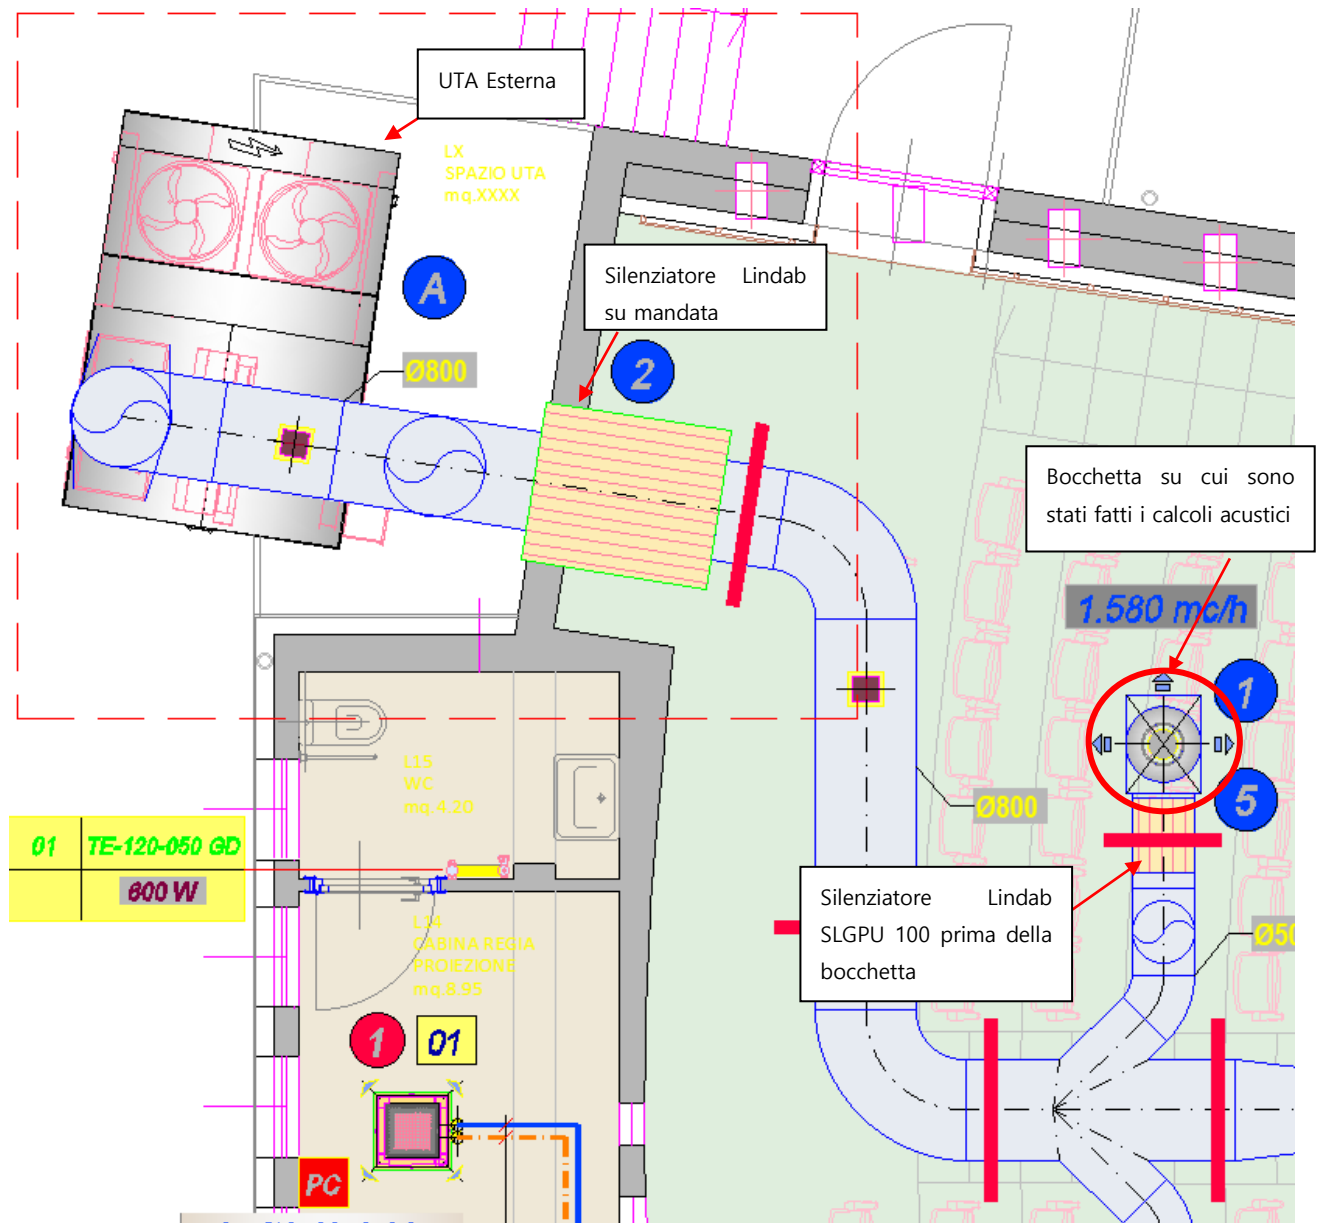 UTA Esterna
LX
SPAZIO UTA
mq.XXXX
A
Silenziatore Lindab
su mandata
2
Ø800
Bocchetta su cui sono
stati fatti i calcoli acustici
1.580 mc/h
1
5
L15
WC
mq.4.20
Ø800
01 TE-120-050 GD
600 W
Silenziatore Lindab
SLGPU 100 prima della
bocchetta
L14
CABINA REGIA
PROIEZIONE
mq.8.95
Ø50
1
01
PC